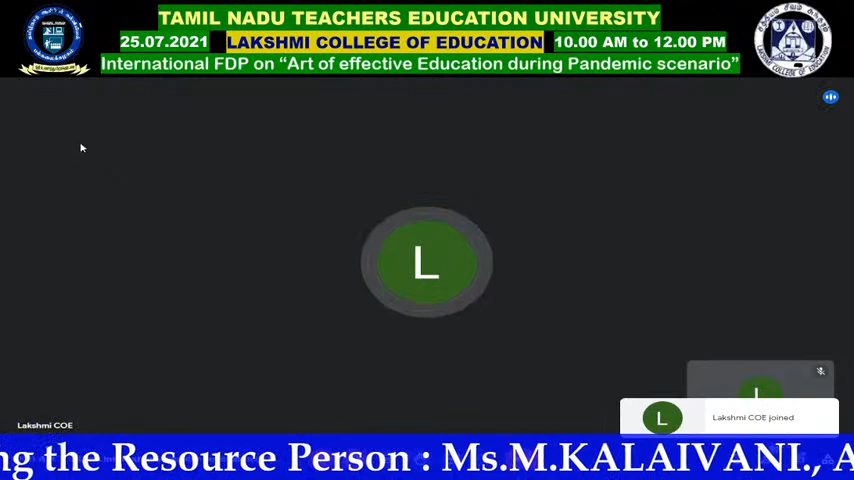 TAMIL NADU TEACHERS EDUCATION UNIVERSITY
25.07.2021 LAKSHMI COLLEGE OF EDUCATION 10.00 AM to 12.00 PM
International FDP on “Art of effective Education during Pandemic scenario”
L
L
L Lakshmi COE joined
Lakshmi COE
ng the Resource Person : Ms.M.KALAIVANI., A